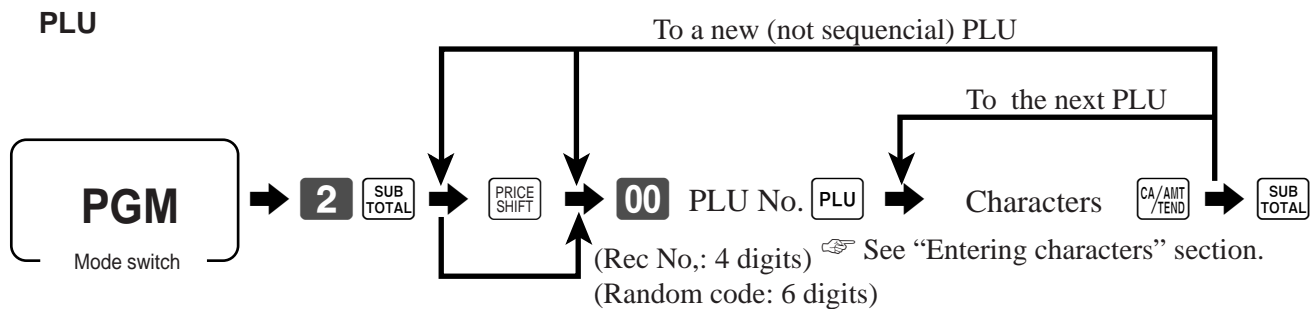 PLU
To a new (not sequencial) PLU
To the next PLU
PGM
Mode switch
2 SUB TOTAL PRICE SHIFT 00 PLU No. PLU Characters CA/AMT/TEND SUB TOTAL
(Rec No,: 4 digits) ☞ See “Entering characters” section.
(Random code: 6 digits)